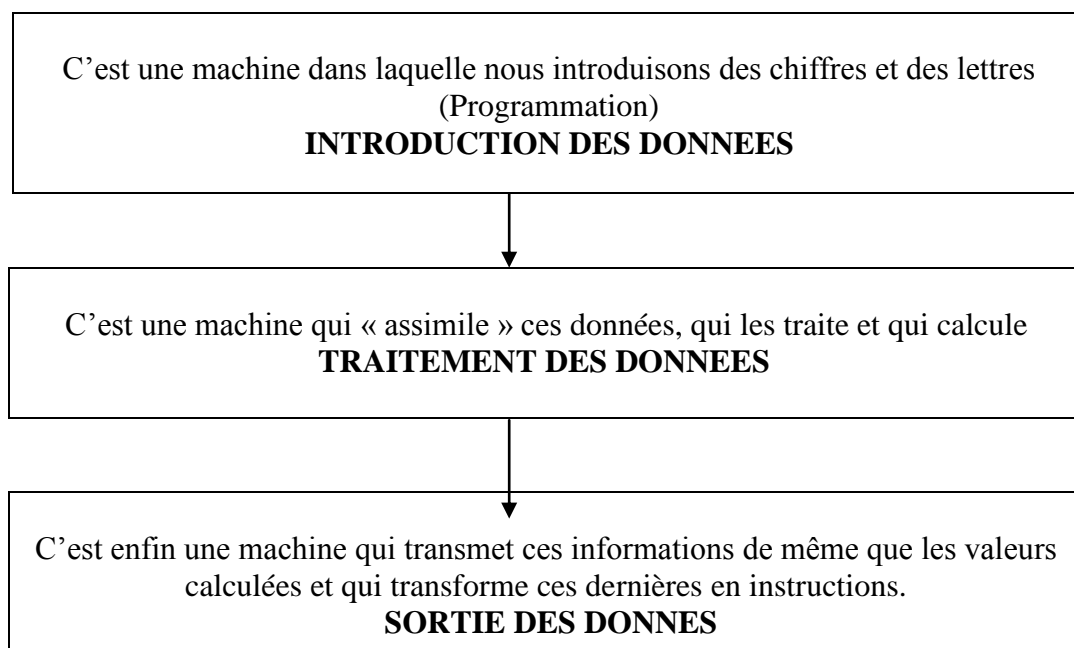 C’est une machine dans laquelle nous introduisons des chiffres et des lettres
(Programmation)
INTRODUCTION DES DONNEES
C’est une machine qui « assimile » ces données, qui les traite et qui calcule
TRAITEMENT DES DONNEES
C’est enfin une machine qui transmet ces informations de même que les valeurs
calculées et qui transforme ces dernières en instructions.
SORTIE DES DONNES